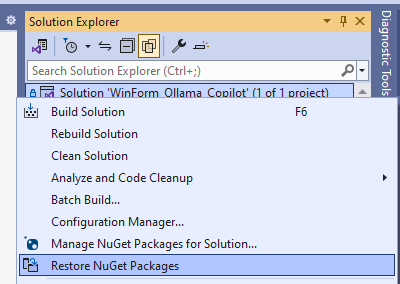 Solution Explorer
Search Solution Explorer (Ctrl+;)
Solution 'WinForm_Ollama_Copilot' (1 of 1 project)
Build Solution F6
Rebuild Solution
Clean Solution
Analyze and Code Cleanup
Batch Build...
Configuration Manager...
Manage NuGet Packages for Solution...
Restore NuGet Packages
Diagnostic Tools